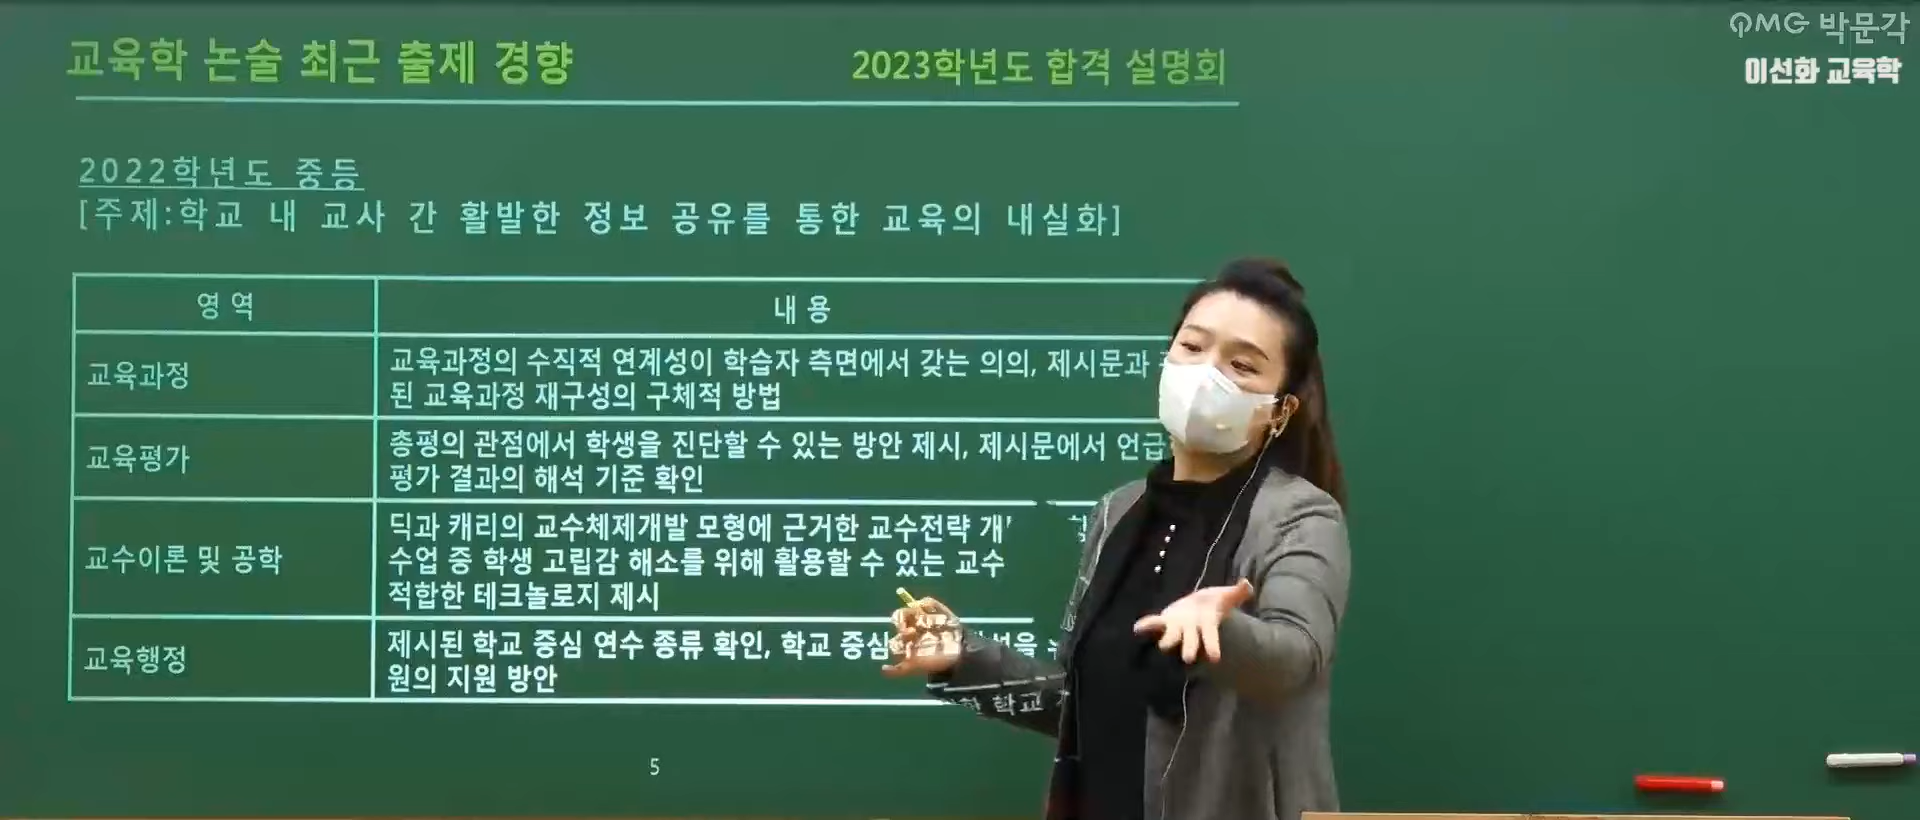 교육학 논술 최근 출제 경향
2023학년도 합격 설명회
PMG 박문각
이선화 교육학
2022학년도 중등
[주제:학교 내 교사 간 활발한 정보 공유를 통한 교육의 내실화]
영 역
내 용
교육과정
교육과정의 수직적 연계성이 학습자 측면에서 갖는 의의, 제시문과
된 교육과정 재구성의 구체적 방법
교육평가
총평의 관점에서 학생을 진단할 수 있는 방안 제시, 제시문에서 언급
평가 결과의 해석 기준 확인
교수이론 및 공학
딕과 캐리의 교수체제개발 모형에 근거한 교수전략
수업 중 학생 고립감 해소를 위해 활용할 수 있는 교수
적합한 테크놀로지 제시
교육행정
제시된 학교 중심 연수 종류 확인, 학교 중심
원의 지원 방안
5